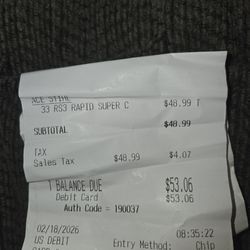 ACE STIHL
33 RS3 RAPID SUPER C $48.99 T
SUBTOTAL $48.99
TAX
Sales Tax $48.99 $4.07
1 BALANCE DUE $53.06
Debit Card $53.06
Auth Code = 190037
02/18/2026 08:35:22
US DEBIT Entry Method: Chip